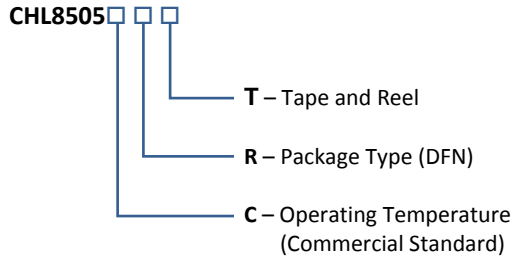 CHL8505
T – Tape and Reel
R – Package Type (DFN)
C – Operating Temperature
(Commercial Standard)